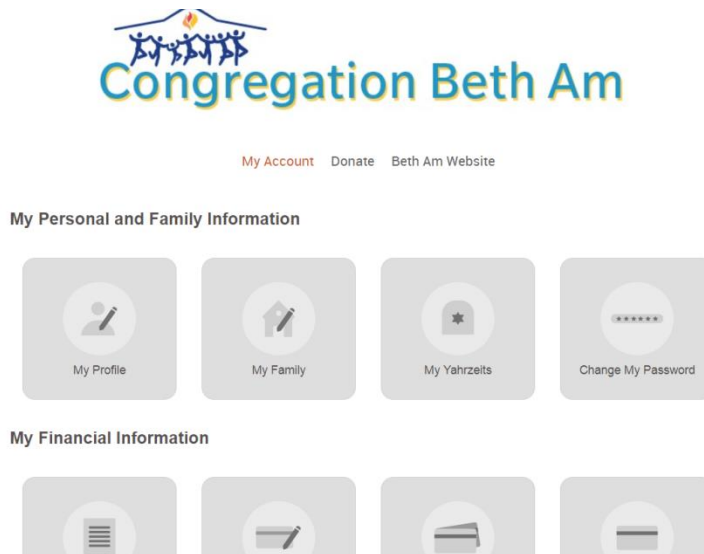 Congregation Beth Am
My Account Donate Beth Am Website
My Personal and Family Information
My Profile My Family My Yahrzeits Change My Password
My Financial Information